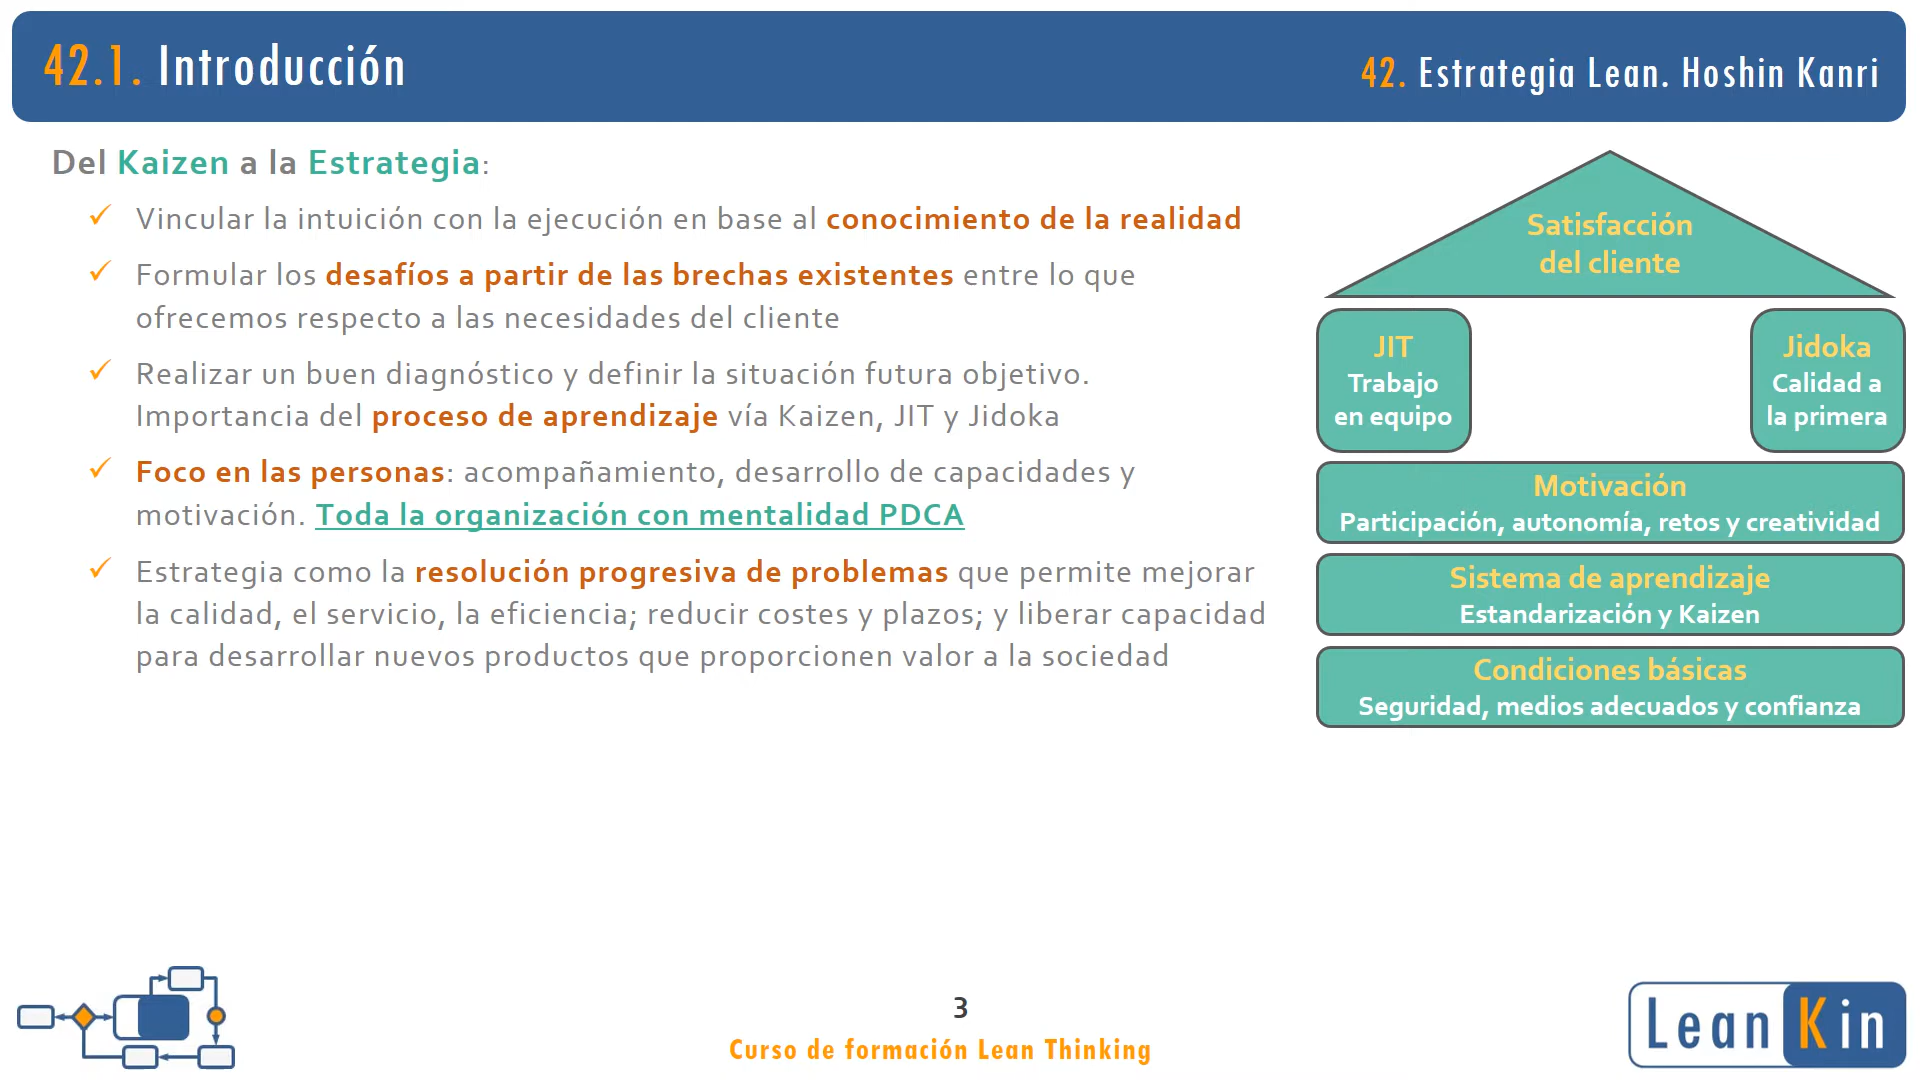 42.1. Introducción
42. Estrategia Lean. Hoshin Kanri
Del Kaizen a la Estrategia:
✓ Vincular la intuición con la ejecución en base al conocimiento de la realidad
✓ Formular los desafíos a partir de las brechas existentes entre lo que
ofrecemos respecto a las necesidades del cliente
✓ Realizar un buen diagnóstico y definir la situación futura objetivo.
Importancia del proceso de aprendizaje vía Kaizen, JIT y Jidoka
✓ Foco en las personas: acompañamiento, desarrollo de capacidades y
motivación. Toda la organización con mentalidad PDCA
✓ Estrategia como la resolución progresiva de problemas que permite mejorar
la calidad, el servicio, la eficiencia; reducir costes y plazos; y liberar capacidad
para desarrollar nuevos productos que proporcionen valor a la sociedad
Satisfacción
del cliente
JIT
Trabajo
en equipo
Jidoka
Calidad a
la primera
Motivación
Participación, autonomía, retos y creatividad
Sistema de aprendizaje
Estandarización y Kaizen
Condiciones básicas
Seguridad, medios adecuados y confianza
3
Curso de formación Lean Thinking
LeanKin